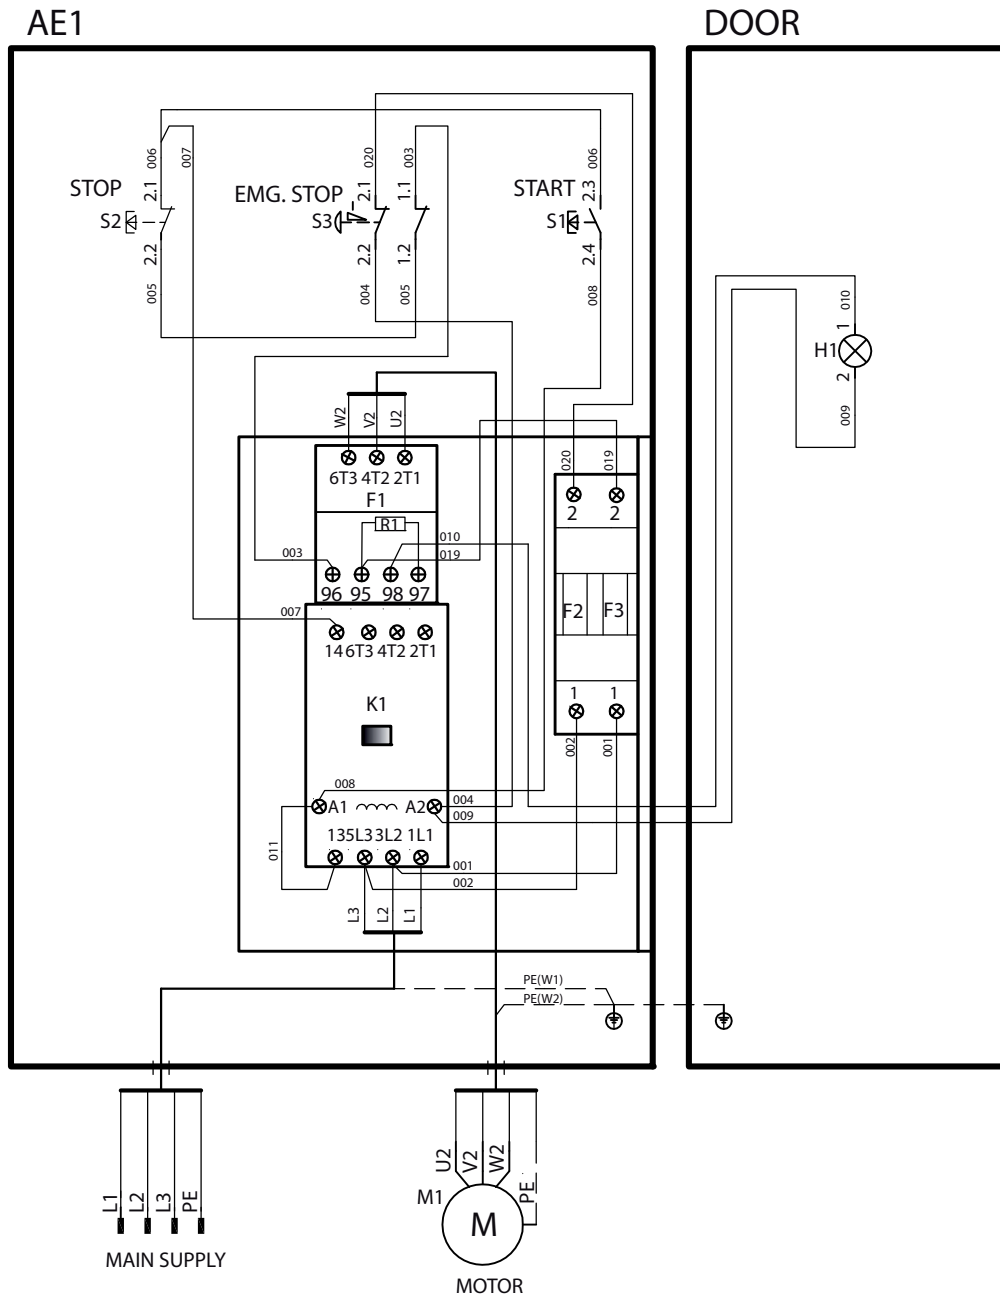 AE1
DOOR
006
007
020
003
006
STOP
2.1
EMG. STOP
2.1
1.1
START
2.3
S2
S3
S1
2.2
2.2
1.2
2.4
005
004
005
008
010
1
H1
2
009
W2
V2
U2
020
019
6T3 4T2 2T1
F1
2
2
R1
010
003
019
96 95 98 97
F2
F3
007
14 6T3 4T2 2T1
K1
1
1
002
001
008
A1
A2
004
009
135L3 3L2 1L1
011
001
002
L3
L2
L1
PE(W1)
PE(W2)
U2
V2
W2
PE
L1
L2
L3
PE
M1
M
MAIN SUPPLY
MOTOR